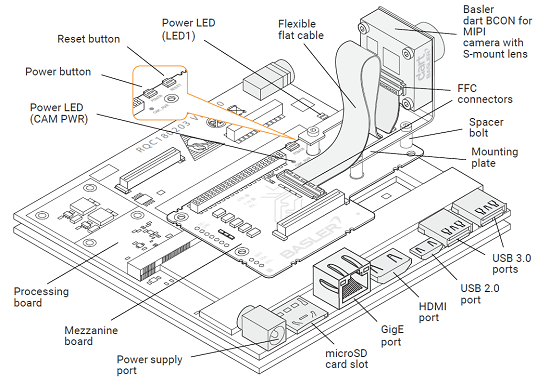 Power LED
(LED1)
Flexible
flat cable
Basler
dart BCON for
MIPI
camera with
S-mount lens
Reset button
Power button
Power LED
(CAM PWR)
FFC
connectors
Spacer
bolt
Mounting
plate
BASLER
Processing
board
Mezzanine
board
Power supply
port
microSD
card slot
GigE
port
HDMI
port
USB 2.0
port
USB 3.0
ports